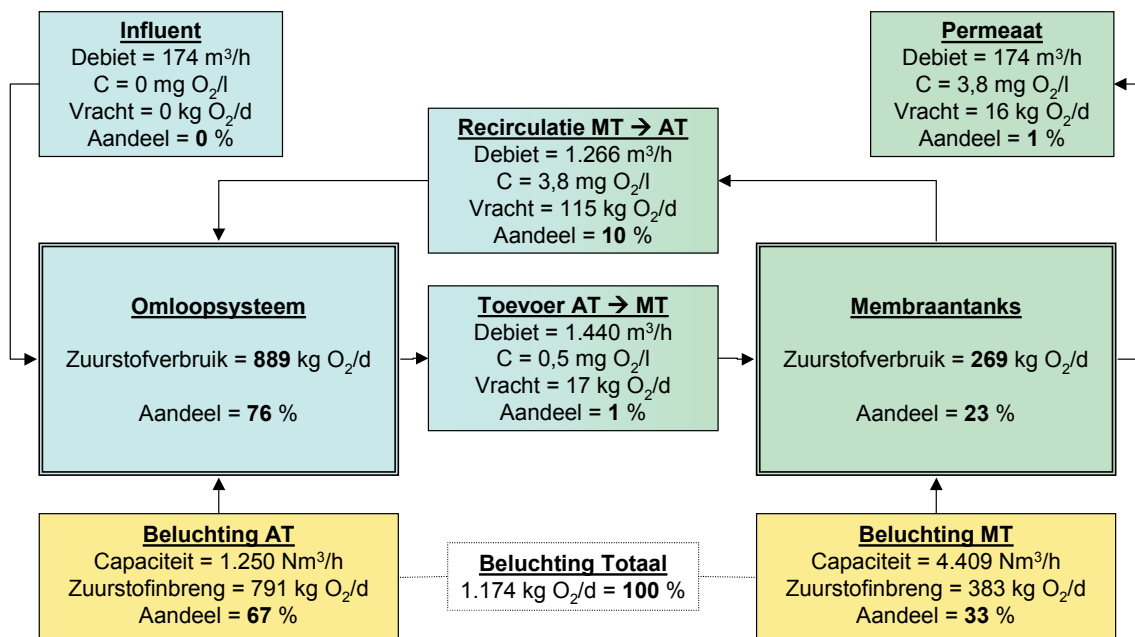 Influent
Debiet = 174 m³/h
C = 0 mg O₂/l
Vracht = 0 kg O₂/d
Aandeel = 0 %
Permeaat
Debiet = 174 m³/h
C = 3,8 mg O₂/l
Vracht = 16 kg O₂/d
Aandeel = 1 %
Recirculatie MT → AT
Debiet = 1.266 m³/h
C = 3,8 mg O₂/l
Vracht = 115 kg O₂/d
Aandeel = 10 %
Omloopsysteem
Zuurstofverbruik = 889 kg O₂/d
Aandeel = 76 %
Toevoer AT → MT
Debiet = 1.440 m³/h
C = 0,5 mg O₂/l
Vracht = 17 kg O₂/d
Aandeel = 1 %
Membraantanks
Zuurstofverbruik = 269 kg O₂/d
Aandeel = 23 %
Beluchting AT
Capaciteit = 1.250 Nm³/h
Zuurstofinbreng = 791 kg O₂/d
Aandeel = 67 %
Beluchting Totaal
1.174 kg O₂/d = 100 %
Beluchting MT
Capaciteit = 4.409 Nm³/h
Zuurstofinbreng = 383 kg O₂/d
Aandeel = 33 %